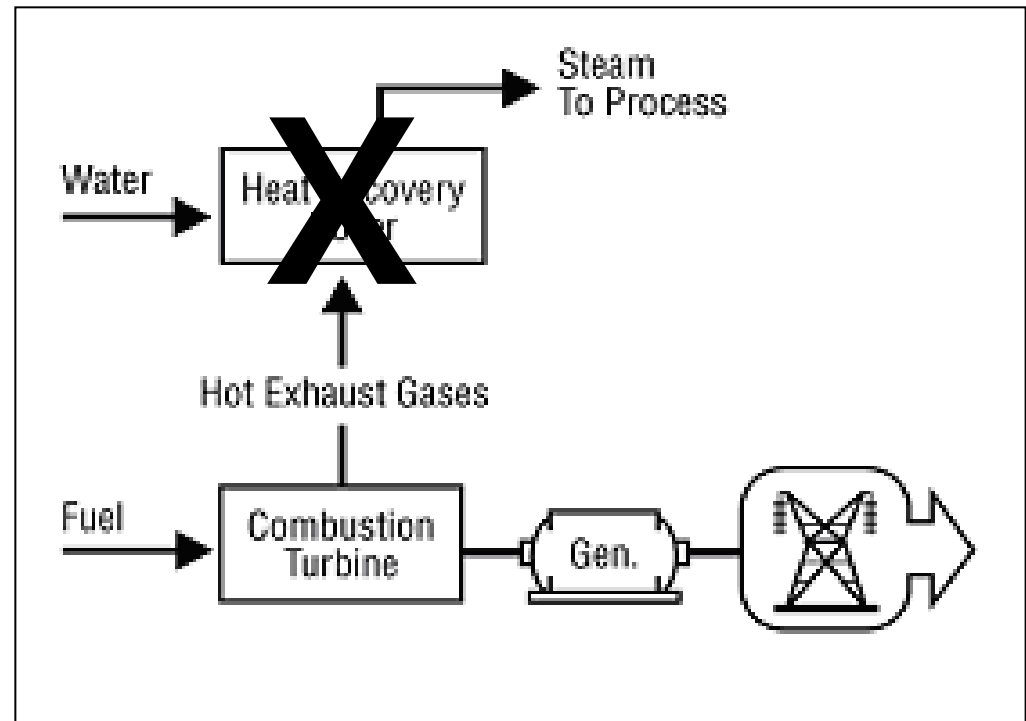 Steam
To Process
Water
Heat covery
Hot Exhaust Gases
Fuel
Combustion
Turbine
Gen.